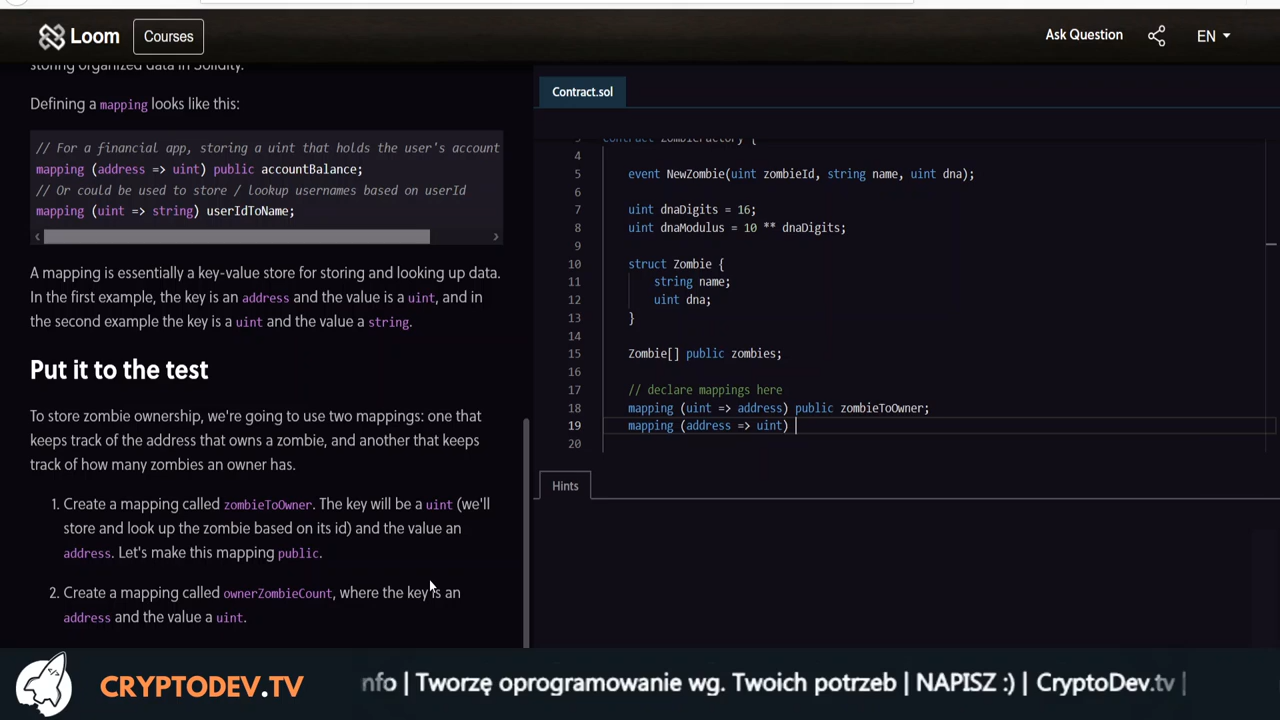 Loom
Courses
Ask Question
EN
storing organized data in Solidity.
Defining a mapping looks like this:
// For a financial app, storing a uint that holds the user's account
mapping (address => uint) public accountBalance;
// Or could be used to store / lookup usernames based on userId
mapping (uint => string) userIdToName;
A mapping is essentially a key-value store for storing and looking up data.
In the first example, the key is an address and the value is a uint, and in
the second example the key is a uint and the value a string.
Put it to the test
To store zombie ownership, we're going to use two mappings: one that
keeps track of the address that owns a zombie, and another that keeps
track of how many zombies an owner has.
1. Create a mapping called zombieToOwner. The key will be a uint (we'll
store and look up the zombie based on its id) and the value an
address. Let's make this mapping public.
2. Create a mapping called ownerZombieCount, where the key is an
address and the value a uint.
Contract.sol
3 contract ZombieFactory {
4
5 event NewZombie(uint zombieId, string name, uint dna);
6
7 uint dnaDigits = 16;
8 uint dnaModulus = 10 ** dnaDigits;
9
10 struct Zombie {
11 string name;
12 uint dna;
13 }
14
15 Zombie[] public zombies;
16
17 // declare mappings here
18 mapping (uint => address) public zombieToOwner;
19 mapping (address => uint)
20
Hints
CRYPTODEV.TV
nfo | Tworzę oprogramowanie wg. Twoich potrzeb | NAPISZ :) | CryptoDev.tv |